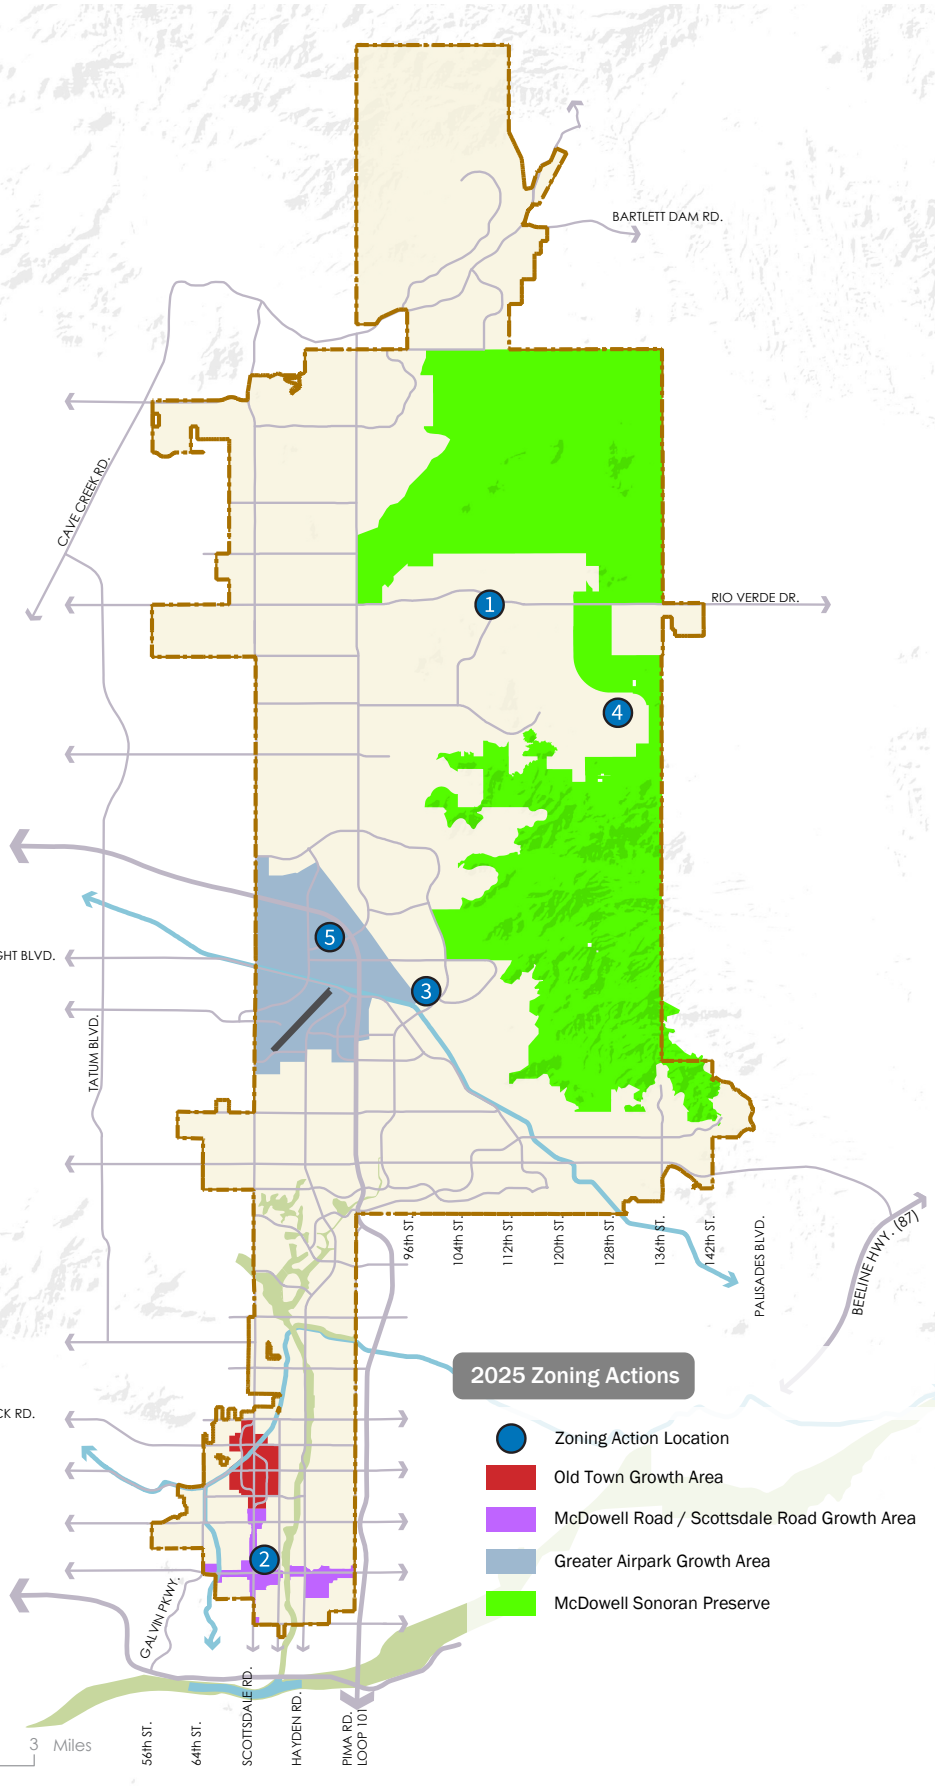 BARTLETT DAM RD.
CAVE CREEK RD.
RIO VERDE DR.
1
4
5
3
GHT BLVD.
TATUM BLVD.
96th ST.
104th ST.
112th ST.
120th ST.
128th ST.
136th ST.
142th ST.
PALISADES BLVD.
BEELINE HWY. (87)
2025 Zoning Actions
CK RD.
Zoning Action Location
Old Town Growth Area
McDowell Road / Scottsdale Road Growth Area
2
Greater Airpark Growth Area
McDowell Sonoran Preserve
GALVIN PKWY.
56th ST.
64th ST.
SCOTTSDALE RD.
HAYDEN RD.
PIMA RD.
LOOP 101
3 Miles